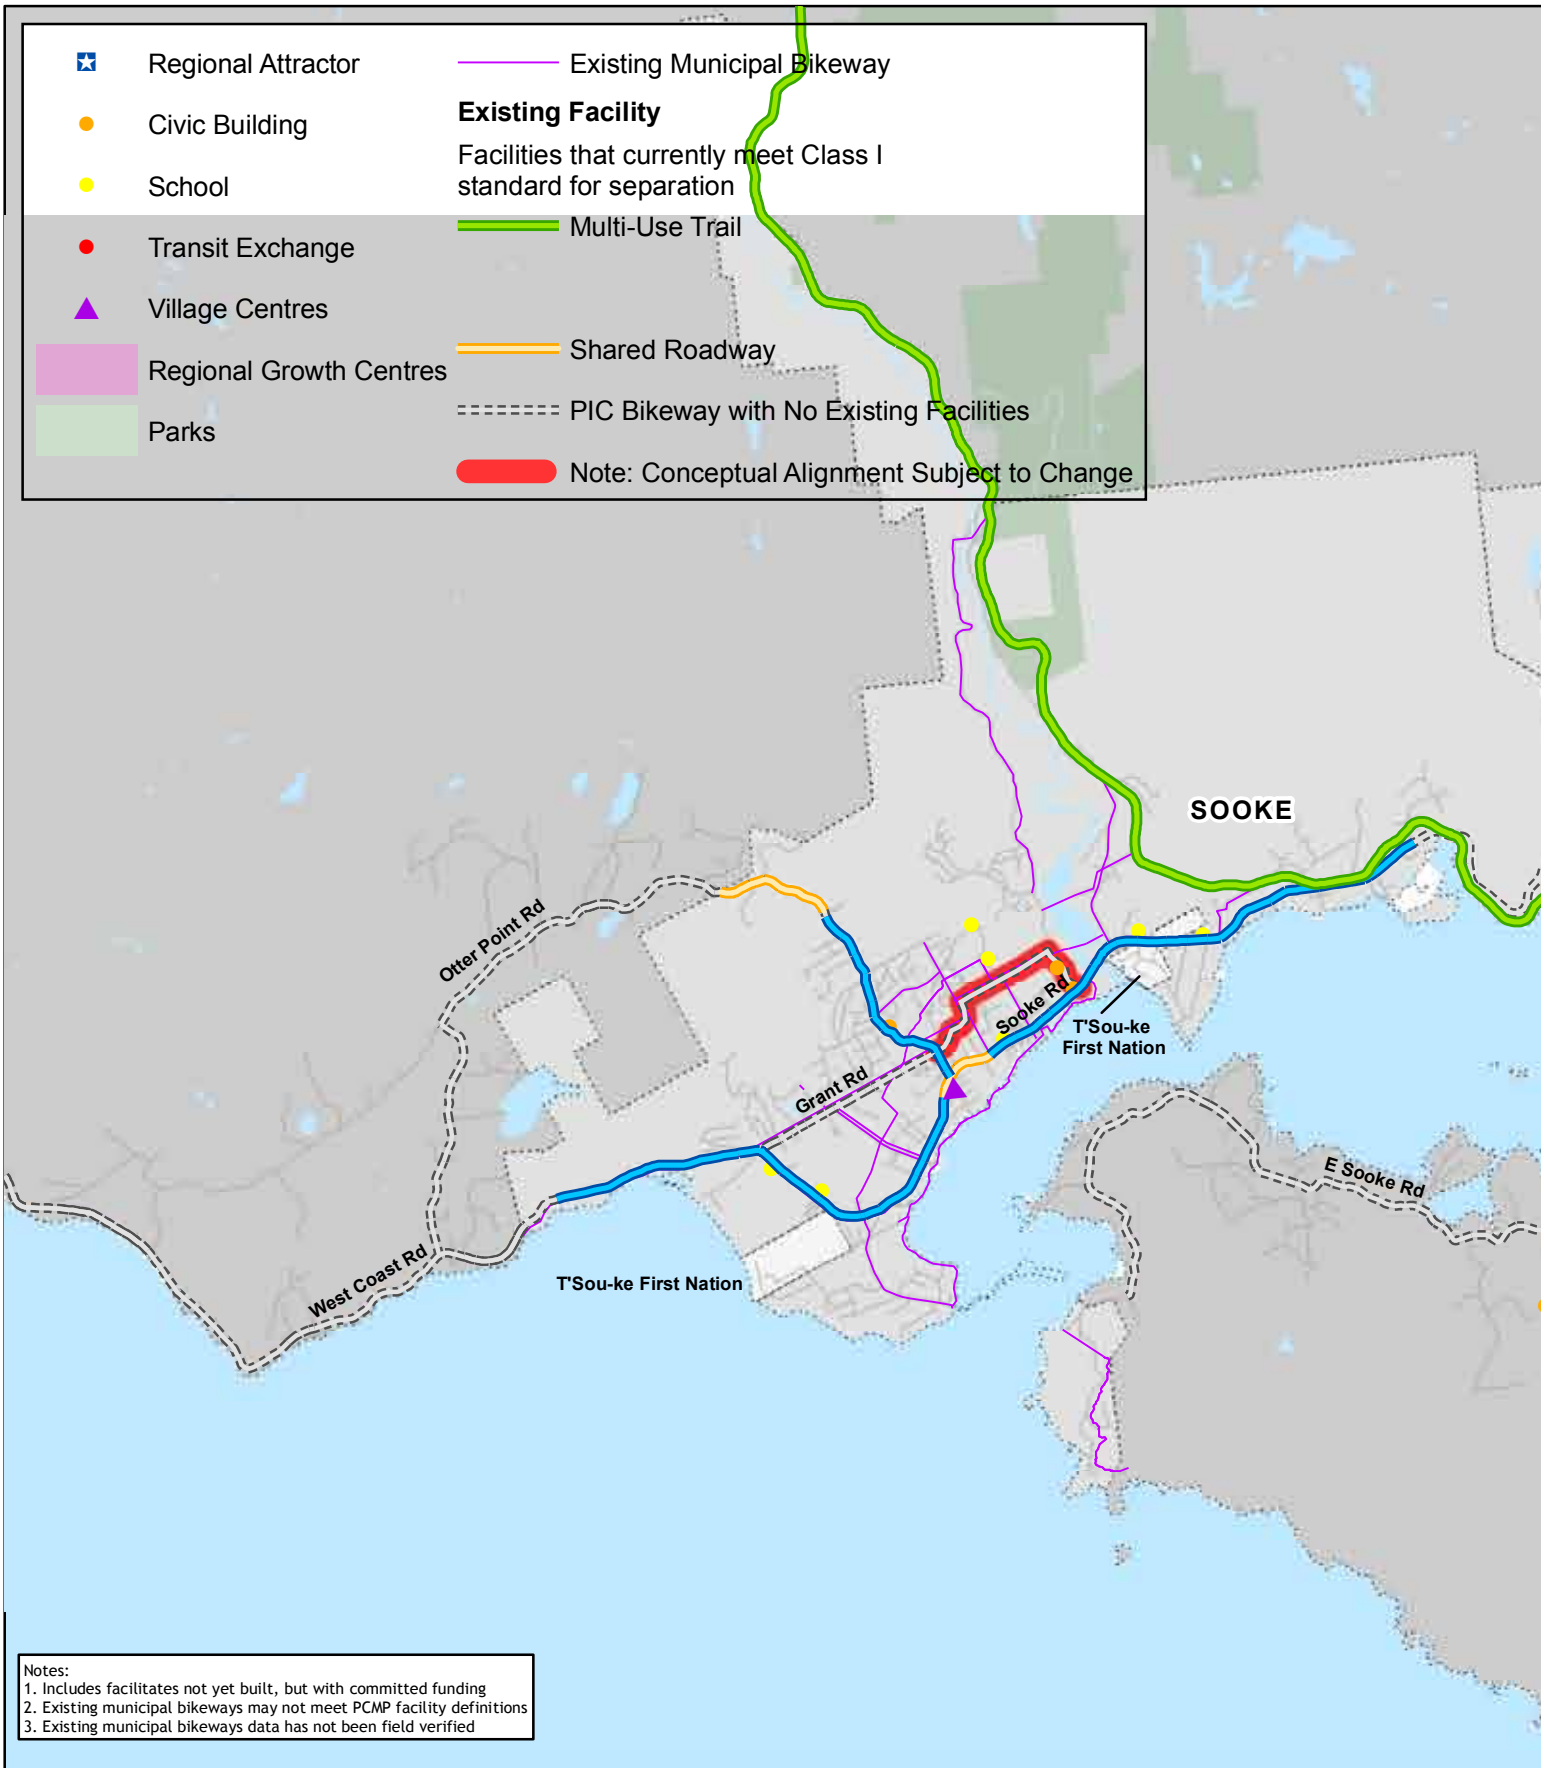 Regional Attractor
Civic Building
School
Transit Exchange
Village Centres
Regional Growth Centres
Parks
Existing Municipal Bikeway
Existing Facility
Facilities that currently meet Class I
standard for separation
Multi-Use Trail
Shared Roadway
PIC Bikeway with No Existing Facilities
Note: Conceptual Alignment Subject to Change
SOOKE
Otter Point Rd
Sooke Rd
T'Sou-ke
First Nation
Grant Rd
E Sooke Rd
West Coast Rd
T'Sou-ke First Nation
Notes:
1. Includes facilitates not yet built, but with committed funding
2. Existing municipal bikeways may not meet PCMP facility definitions
3. Existing municipal bikeways data has not been field verified